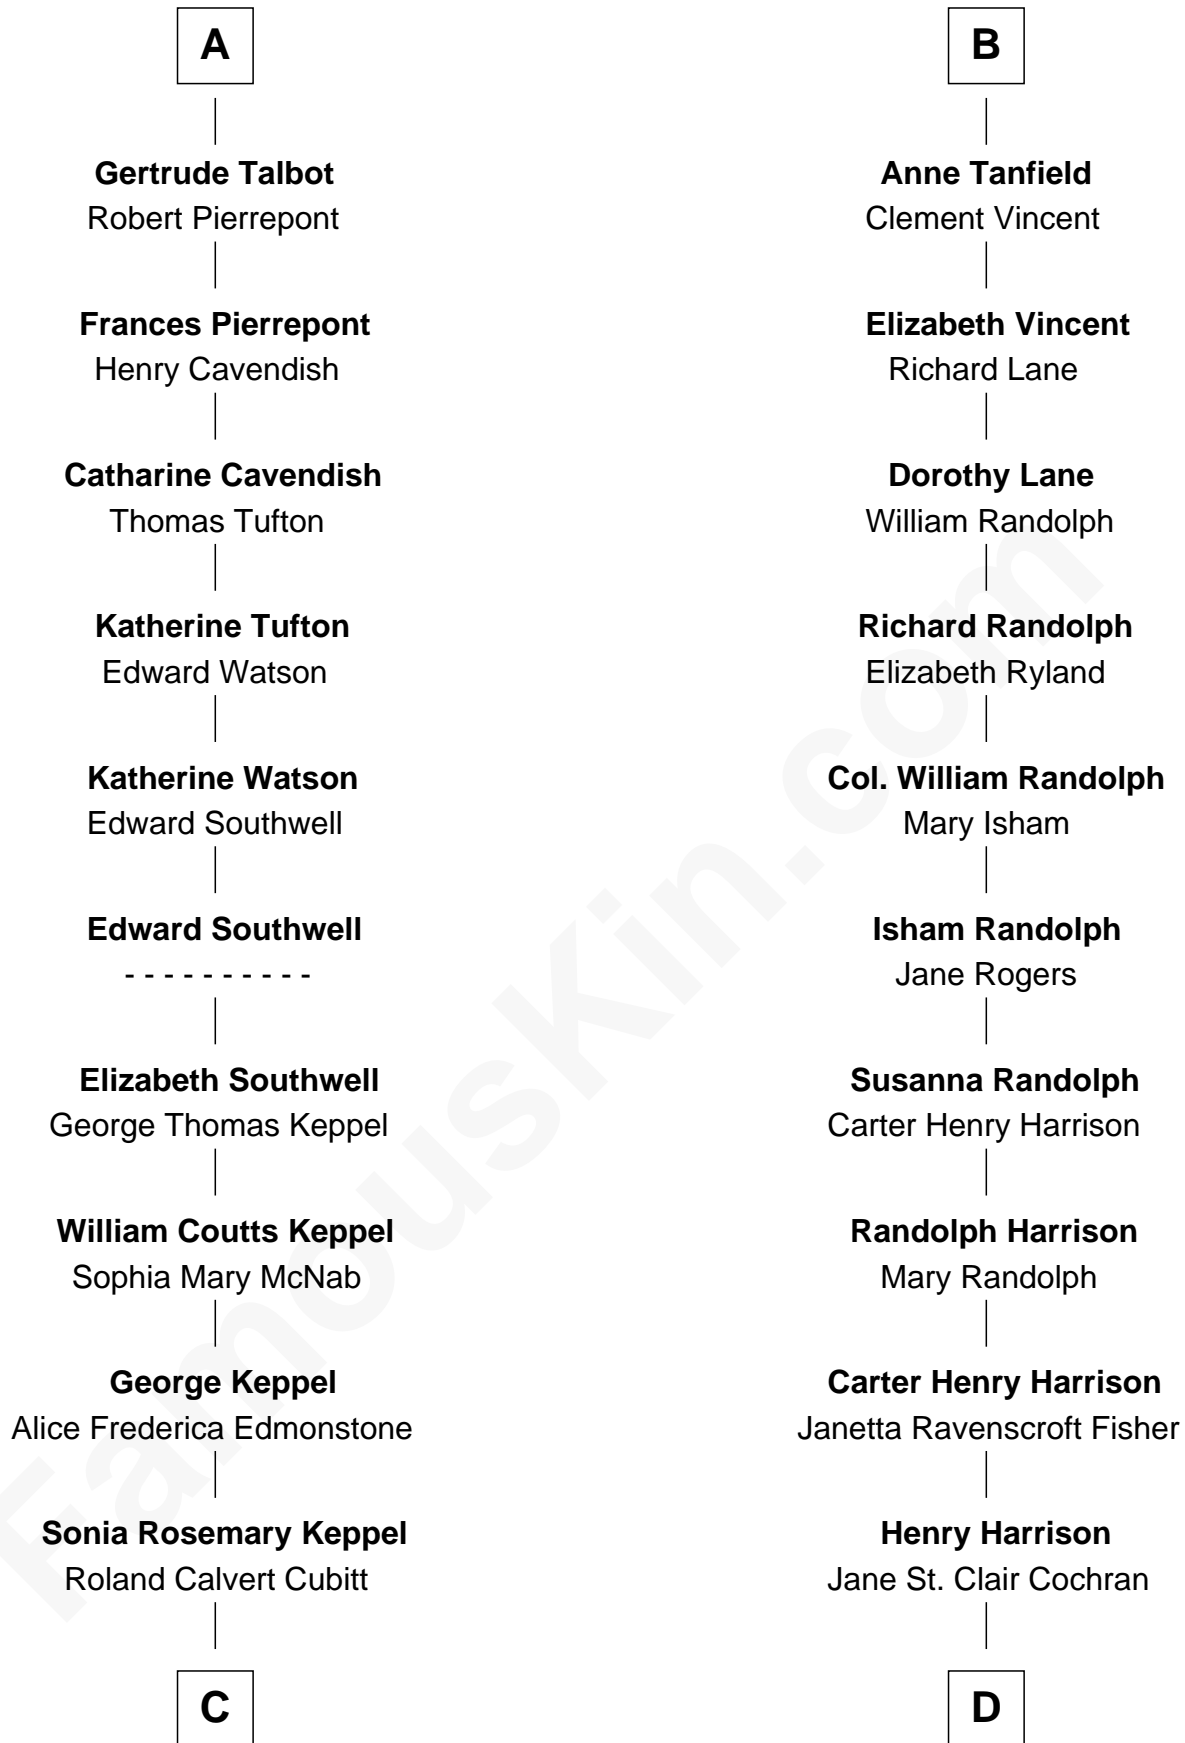 A
Gertrude Talbot
Robert Pierrepont
Frances Pierrepont
Henry Cavendish
Catharine Cavendish
Thomas Tufton
Katherine Tufton
Edward Watson
Katherine Watson
Edward Southwell
Edward Southwell
- - - - - - - - - -
Elizabeth Southwell
George Thomas Keppel
William Coutts Keppel
Sophia Mary McNab
George Keppel
Alice Frederica Edmonstone
Sonia Rosemary Keppel
Roland Calvert Cubitt
C
B
Anne Tanfield
Clement Vincent
Elizabeth Vincent
Richard Lane
Dorothy Lane
William Randolph
Richard Randolph
Elizabeth Ryland
Col. William Randolph
Mary Isham
Isham Randolph
Jane Rogers
Susanna Randolph
Carter Henry Harrison
Randolph Harrison
Mary Randolph
Carter Henry Harrison
Janetta Ravenscroft Fisher
Henry Harrison
Jane St. Clair Cochran
D
FamousKin.com